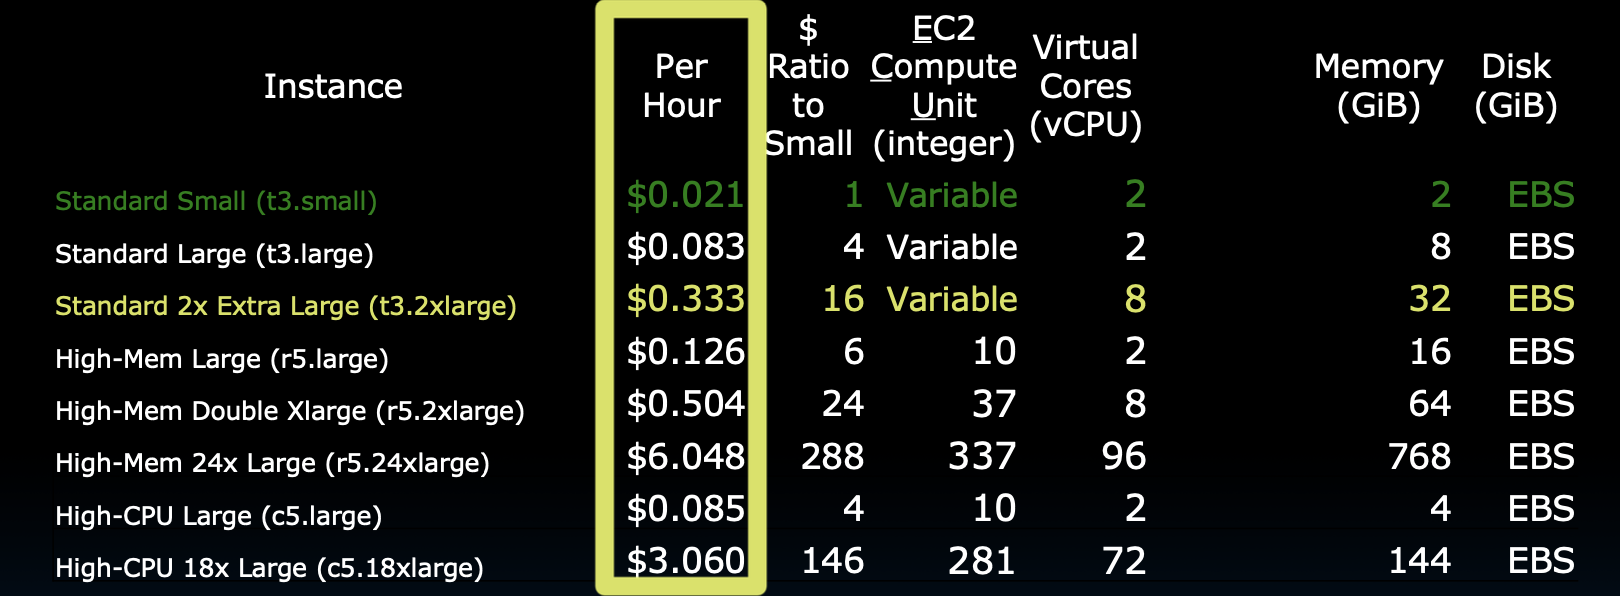 Instance Per Hour $ Ratio to Small EC2 Compute Unit (integer) Virtual Cores (vCPU) Memory (GiB) Disk (GiB)
Standard Small (t3.small) $0.021 1 Variable 2 2 EBS
Standard Large (t3.large) $0.083 4 Variable 2 8 EBS
Standard 2x Extra Large (t3.2xlarge) $0.333 16 Variable 8 32 EBS
High-Mem Large (r5.large) $0.126 6 10 2 16 EBS
High-Mem Double Xlarge (r5.2xlarge) $0.504 24 37 8 64 EBS
High-Mem 24x Large (r5.24xlarge) $6.048 288 337 96 768 EBS
High-CPU Large (c5.large) $0.085 4 10 2 4 EBS
High-CPU 18x Large (c5.18xlarge) $3.060 146 281 72 144 EBS